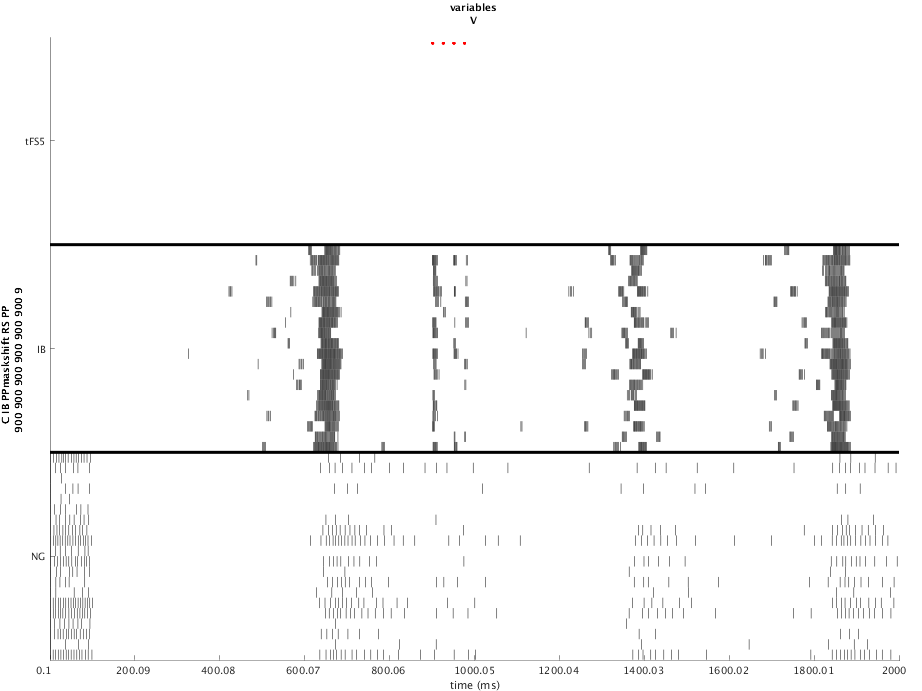 variables
V
tFS5
IB
NG
C IB PPmaskshift RS PP
900 900 900 900 900 900 9
0.1 200.09 400.08 600.07 800.06 1000.05 1200.04 1400.03 1600.02 1800.01 2000
time (ms)